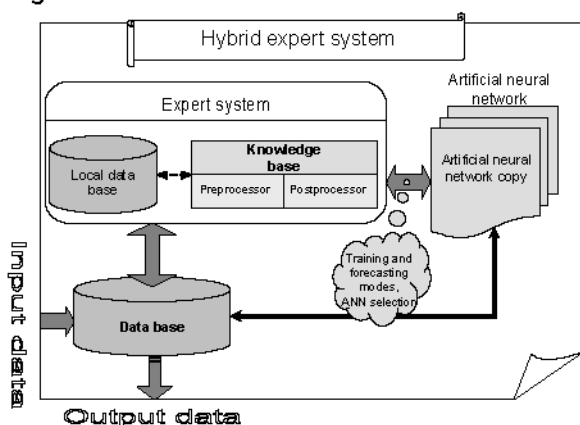 Hybrid expert system
Expert system
Local data
base
Knowledge
base
Preprocessor
Postprocessor
Artificial neural
network
Artificial neural
network copy
Training and
forecasting
modes,
ANN selection
Input data
Data base
Output data